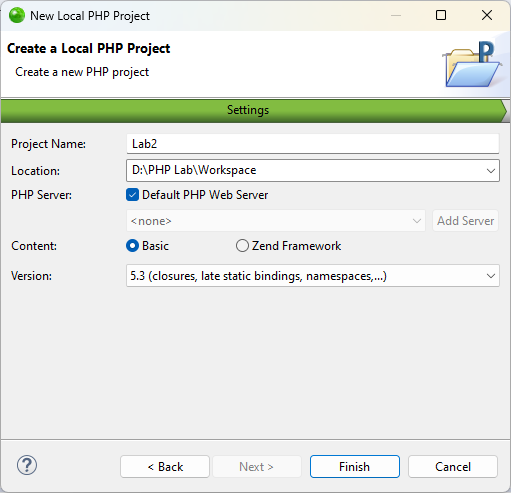 New Local PHP Project
Create a Local PHP Project
Create a new PHP project
P
Settings
Project Name: Lab2
Location: D:\PHP Lab\Workspace
PHP Server: Default PHP Web Server
<none> Add Server
Content: Basic Zend Framework
Version: 5.3 (closures, late static bindings, namespaces,...)
? < Back Next > Finish Cancel